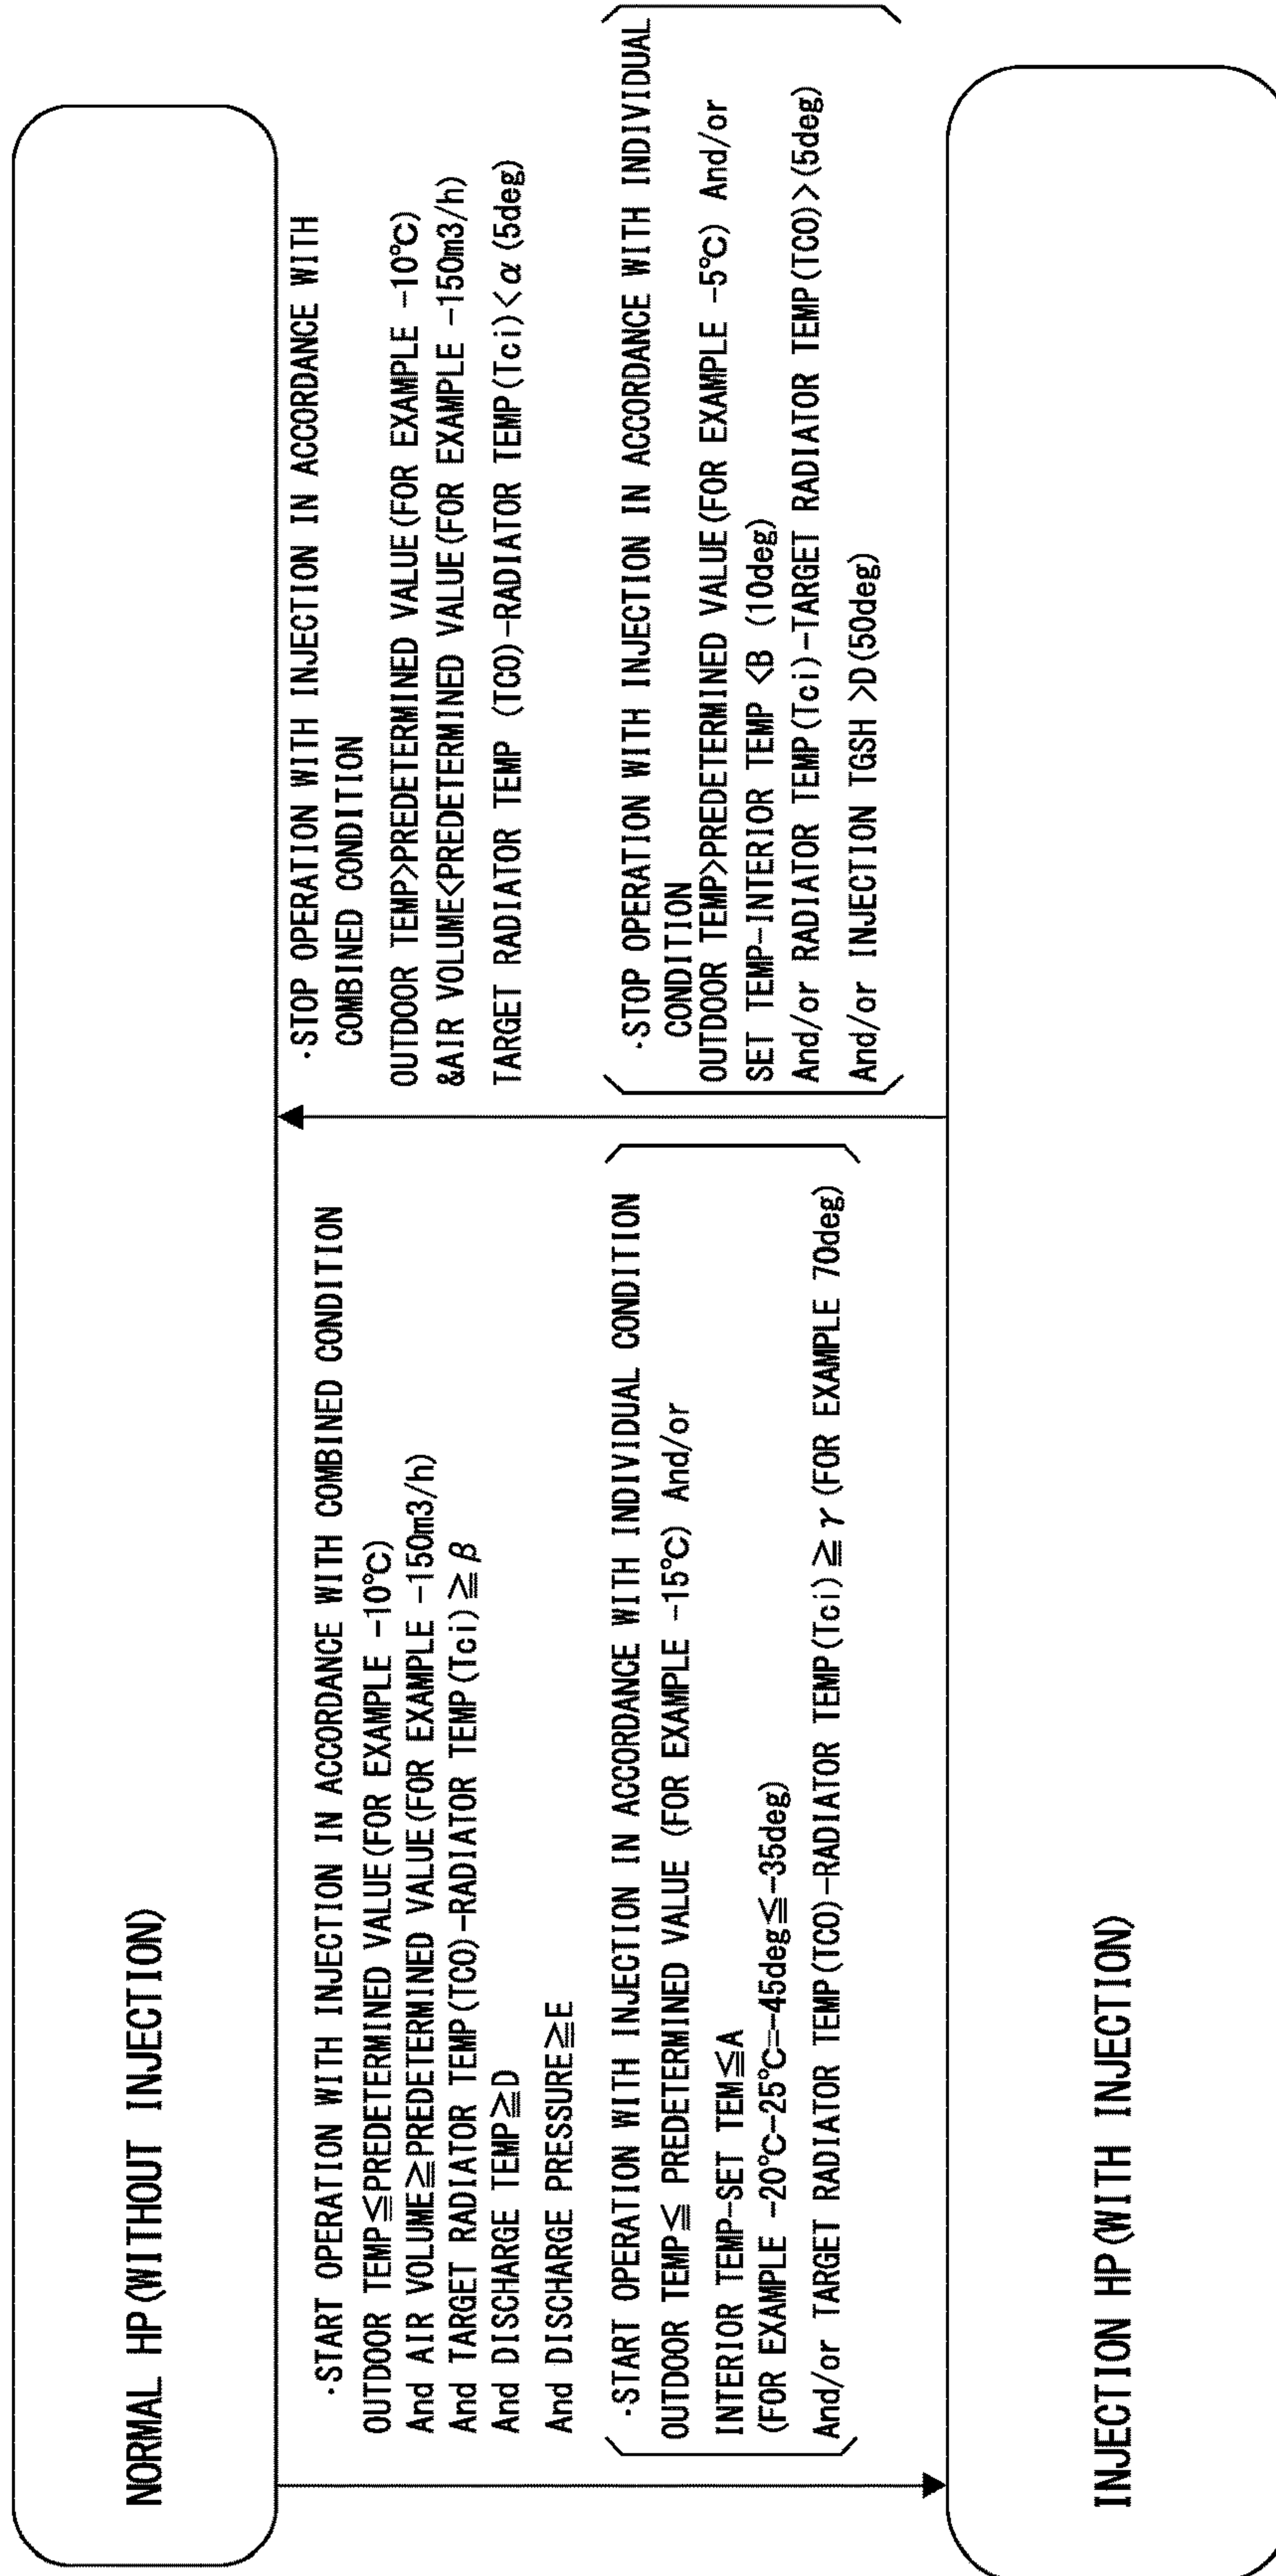 NORMAL HP(WITHOUT INJECTION)
·START OPERATION WITH INJECTION IN ACCORDANCE WITH COMBINED CONDITION
OUTDOOR TEMP≦PREDETERMINED VALUE(FOR EXAMPLE -10℃)
And AIR VOLUME≧PREDETERMINED VALUE(FOR EXAMPLE -150m3/h)
And TARGET RADIATOR TEMP(TCO)-RADIATOR TEMP(Tci)≧β
And DISCHARGE TEMP≧D
And DISCHARGE PRESSURE≧E
·START OPERATION WITH INJECTION IN ACCORDANCE WITH INDIVIDUAL CONDITION
OUTDOOR TEMP≦ PREDETERMINED VALUE (FOR EXAMPLE -15℃) And/or
INTERIOR TEMP-SET TEM≦A
(FOR EXAMPLE -20℃-25℃=-45deg≦-35deg)
And/or TARGET RADIATOR TEMP(TCO)-RADIATOR TEMP(Tci)≧γ(FOR EXAMPLE 70deg)
·STOP OPERATION WITH INJECTION IN ACCORDANCE WITH
COMBINED CONDITION
OUTDOOR TEMP>PREDETERMINED VALUE(FOR EXAMPLE -10℃)
&AIR VOLUME<PREDETERMINED VALUE(FOR EXAMPLE -150m3/h)
TARGET RADIATOR TEMP (TCO)-RADIATOR TEMP(Tci)<α(5deg)
·STOP OPERATION WITH INJECTION IN ACCORDANCE WITH INDIVIDUAL
CONDITION
OUTDOOR TEMP>PREDETERMINED VALUE(FOR EXAMPLE -5℃) And/or
SET TEMP-INTERIOR TEMP <B (10deg)
And/or RADIATOR TEMP(Tci)-TARGET RADIATOR TEMP(TCO)>(5deg)
And/or INJECTION TGSH >D(50deg)
INJECTION HP(WITH INJECTION)